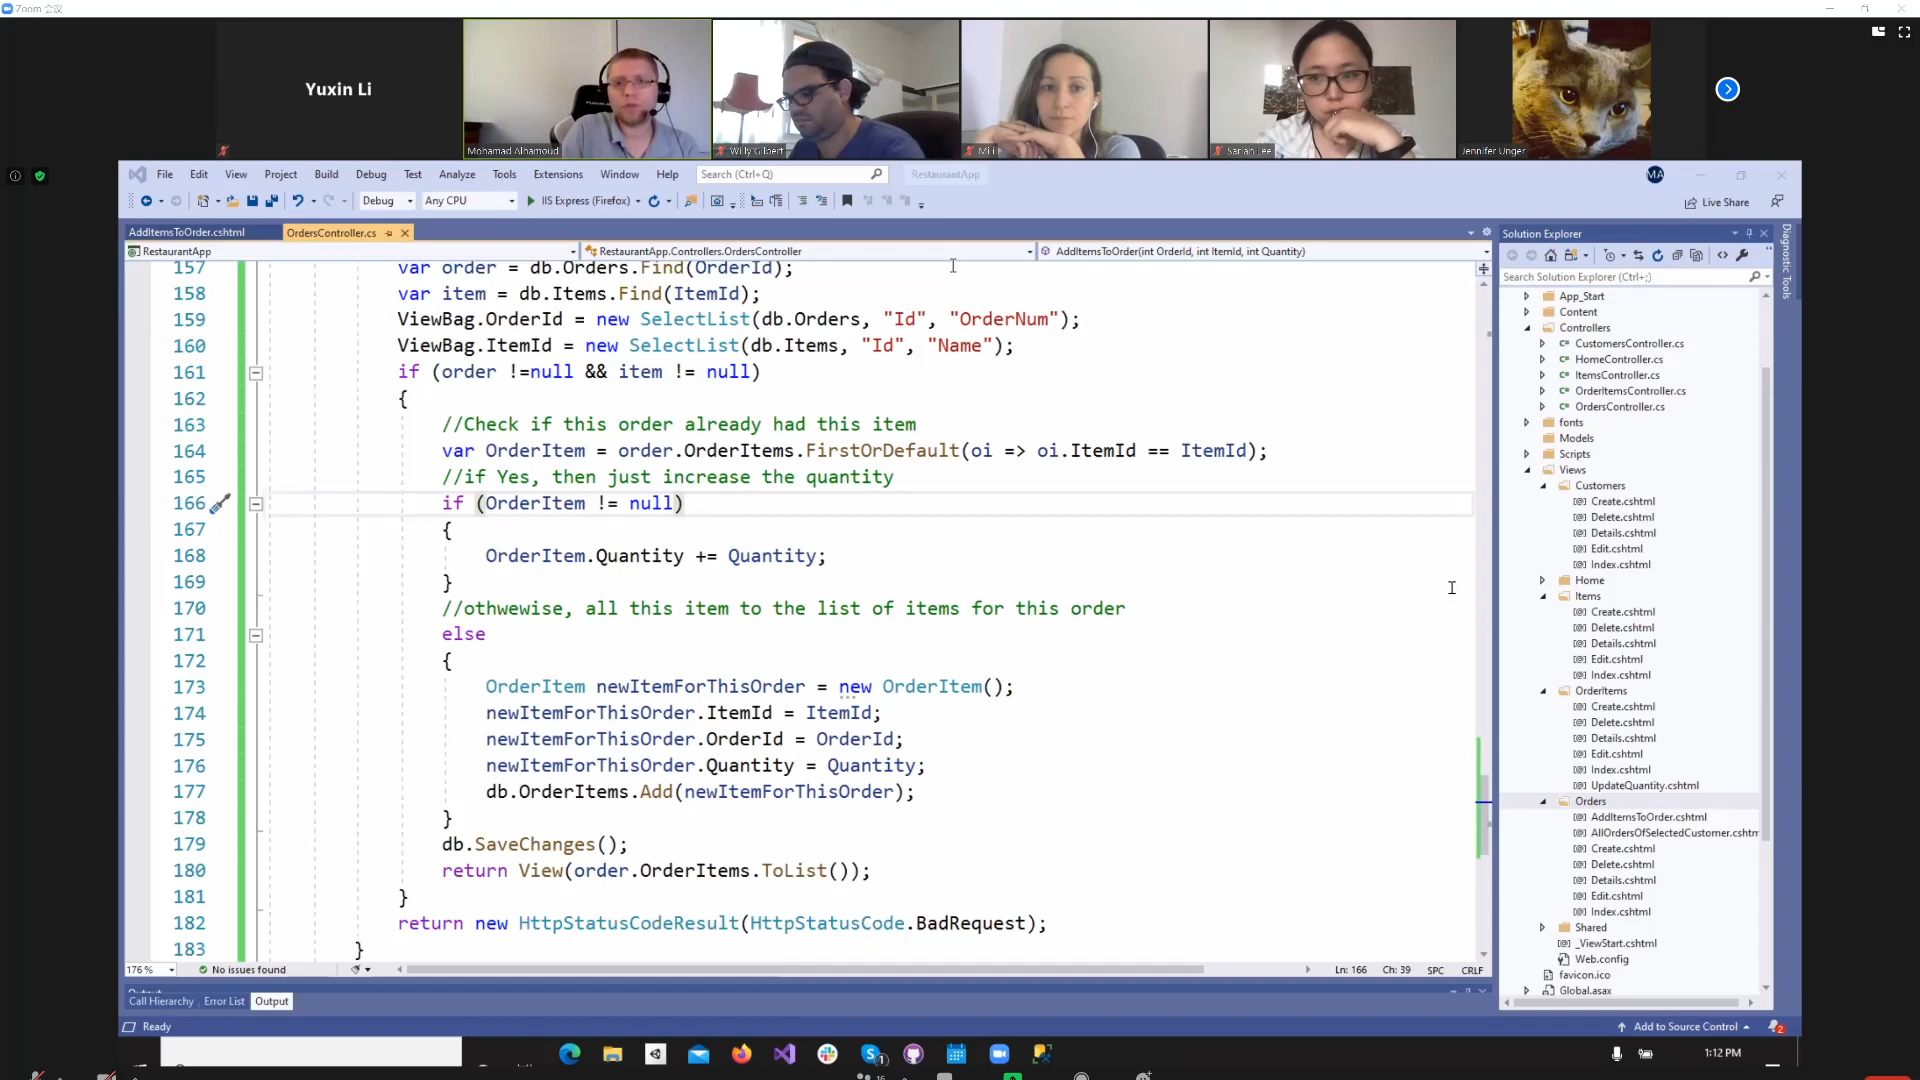 Zoom 会议
Yuxin Li
Mohamad Alhamoud
Willy Gilbert
Mili
Sariah Lee
Jennifer Unger
File Edit View Project Build Debug Test Analyze Tools Extensions Window Help
Search (Ctrl+Q)
RestaurantApp
MA
Debug
Any CPU
IIS Express (Firefox)
Live Share
AddItemsToOrder.cshtml
OrdersController.cs
RestaurantApp
RestaurantApp.Controllers.OrdersController
AddItemsToOrder(int OrderId, int ItemId, int Quantity)
157 var order = db.Orders.Find(OrderId);
158 var item = db.Items.Find(ItemId);
159 ViewBag.OrderId = new SelectList(db.Orders, "Id", "OrderNum");
160 ViewBag.ItemId = new SelectList(db.Items, "Id", "Name");
161 if (order !=null && item != null)
162 {
163 //Check if this order already had this item
164 var OrderItem = order.OrderItems.FirstOrDefault(oi => oi.ItemId == ItemId);
165 //if Yes, then just increase the quantity
166 if (OrderItem != null)
167 {
168 OrderItem.Quantity += Quantity;
169 }
170 //othwewise, all this item to the list of items for this order
171 else
172 {
173 OrderItem newItemForThisOrder = new OrderItem();
174 newItemForThisOrder.ItemId = ItemId;
175 newItemForThisOrder.OrderId = OrderId;
176 newItemForThisOrder.Quantity = Quantity;
177 db.OrderItems.Add(newItemForThisOrder);
178 }
179 db.SaveChanges();
180 return View(order.OrderItems.ToList());
181 }
182 return new HttpStatusCodeResult(HttpStatusCode.BadRequest);
183 }
176 %
No issues found
Ln: 166
Ch: 39
SPC
CRLF
Output
Call Hierarchy
Error List
Output
Ready
Add to Source Control
2
Solution Explorer
Search Solution Explorer (Ctrl+;)
App_Start
Content
Controllers
C# CustomersController.cs
C# HomeController.cs
C# ItemsController.cs
C# OrderItemsController.cs
C# OrdersController.cs
fonts
Models
Scripts
Views
Customers
Create.cshtml
Delete.cshtml
Details.cshtml
Edit.cshtml
Index.cshtml
Home
Items
Create.cshtml
Delete.cshtml
Details.cshtml
Edit.cshtml
Index.cshtml
OrderItems
Create.cshtml
Delete.cshtml
Details.cshtml
Edit.cshtml
Index.cshtml
UpdateQuantity.cshtml
Orders
AddItemsToOrder.cshtml
AllOrdersOfSelectedCustomer.cshtm
Create.cshtml
Delete.cshtml
Details.cshtml
Edit.cshtml
Index.cshtml
Shared
_ViewStart.cshtml
Web.config
favicon.ico
Global.asax
Diagnostic Tools
1:12 PM